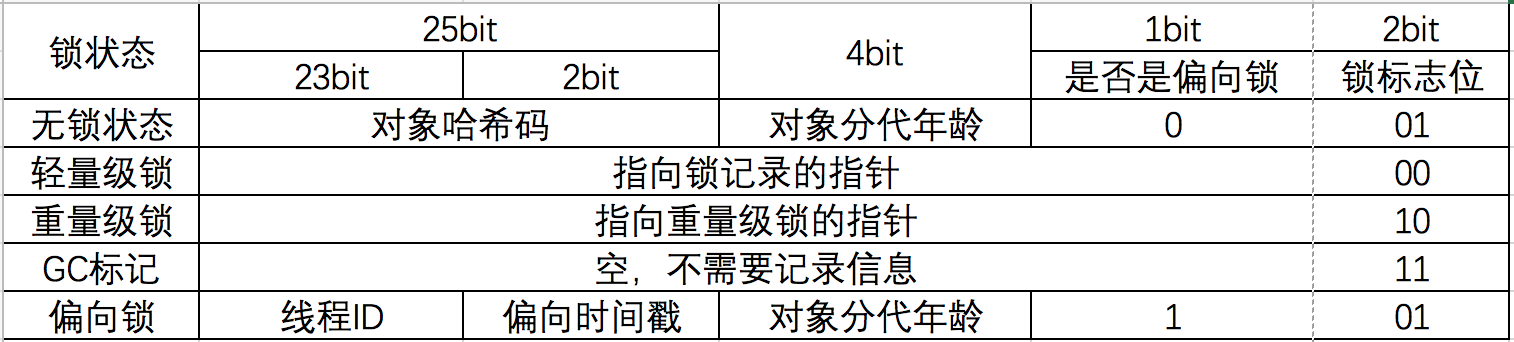 锁状态 25bit 4bit 1bit 2bit
23bit 2bit 是否是偏向锁 锁标志位
无锁状态 对象哈希码 对象分代年龄 0 01
轻量级锁 指向锁记录的指针 00
重量级锁 指向重量级锁的指针 10
GC标记 空，不需要记录信息 11
偏向锁 线程ID 偏向时间戳 对象分代年龄 1 01